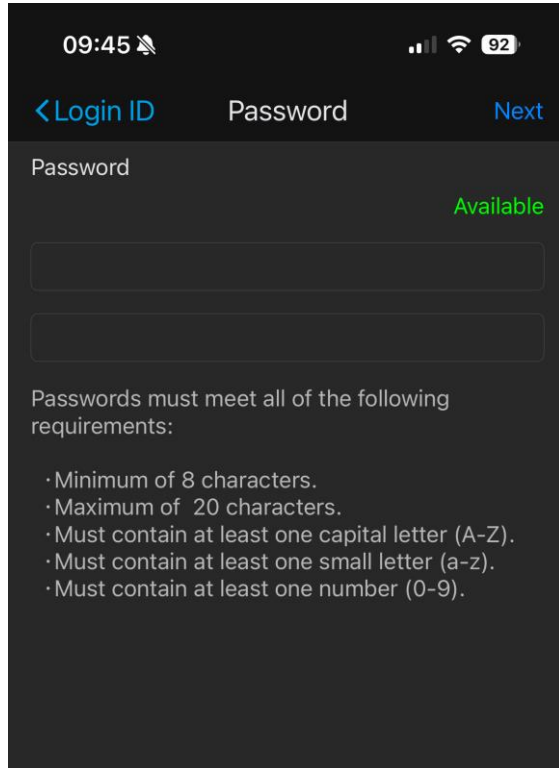 09:45
92
Login ID
Password
Next
Password
Available
Passwords must meet all of the following
requirements:
·Minimum of 8 characters.
·Maximum of  20 characters.
·Must contain at least one capital letter (A-Z).
·Must contain at least one small letter (a-z).
·Must contain at least one number (0-9).